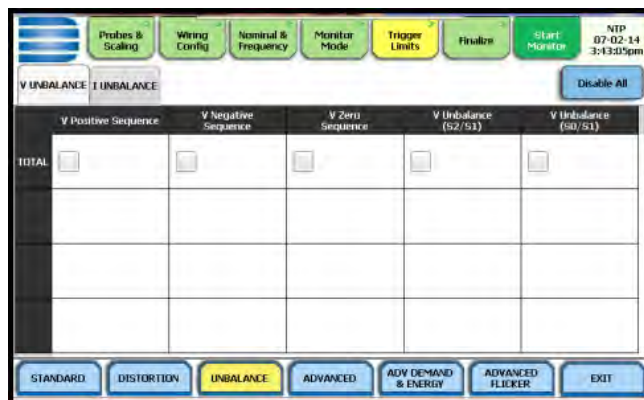 Probes & Scaling
Wiring Config
Nominal & Frequency
Monitor Mode
Trigger Limits
Finalize
Start Monitor
NTP
07-02-14
3:43:05pm
V UNBALANCE
I UNBALANCE
Disable All
V Positive Sequence
V Negative Sequence
V Zero Sequence
V Unbalance (S2/S1)
V Unbalance (S0/S1)
TOTAL
STANDARD
DISTORTION
UNBALANCE
ADVANCED
ADV DEMAND & ENERGY
ADVANCED FLICKER
EXIT